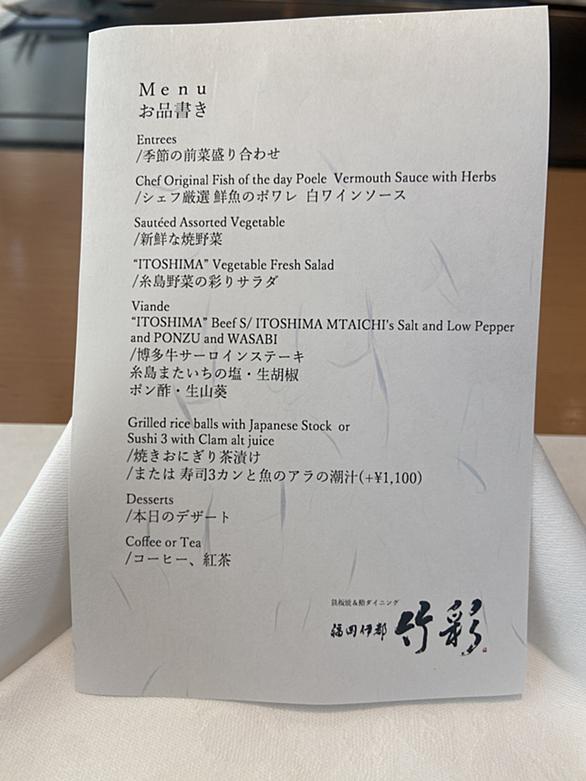 Menu
お品書き
Entrees
/季節の前菜盛り合わせ
Chef Original Fish of the day Poele Vermouth Sauce with Herbs
/シェフ厳選 鮮魚のポワレ 白ワインソース
Sautéed Assorted Vegetable
/新鮮な焼野菜
“ITOSHIMA” Vegetable Fresh Salad
/糸島野菜の彩りサラダ
Viande
“ITOSHIMA” Beef S/ ITOSHIMA MTAICHI's Salt and Low Pepper
and PONZU and WASABI
/博多牛サーロインステーキ
糸島またいちの塩・生胡椒
ポン酢・生山葵
Grilled rice balls with Japanese Stock or
Sushi 3 with Clam alt juice
/焼きおにぎり茶漬け
/または 寿司3カンと魚のアラの潮汁(+¥1,100)
Desserts
/本日のデザート
Coffee or Tea
/コーヒー、紅茶
鉄板焼&鮨ダイニング
福岡伊都 竹彩